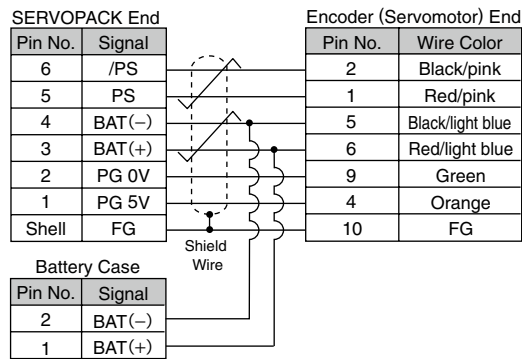 SERVOPACK End
Encoder (Servomotor) End
Pin No. Signal
Pin No. Wire Color
6 /PS
2 Black/pink
5 PS
1 Red/pink
4 BAT(−)
5 Black/light blue
3 BAT(+)
6 Red/light blue
2 PG 0V
9 Green
1 PG 5V
4 Orange
Shell FG
10 FG
Shield
Wire
Battery Case
Pin No. Signal
2 BAT(−)
1 BAT(+)